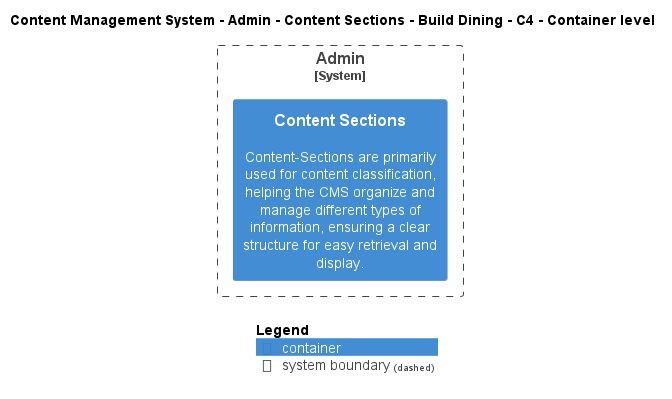 Content Management System - Admin - Content Sections - Build Dining - C4 - Container level
Admin
[System]
Content Sections
Content-Sections are primarily
used for content classification,
helping the CMS organize and
manage different types of
information, ensuring a clear
structure for easy retrieval and
display.
Legend
container
system boundary (dashed)